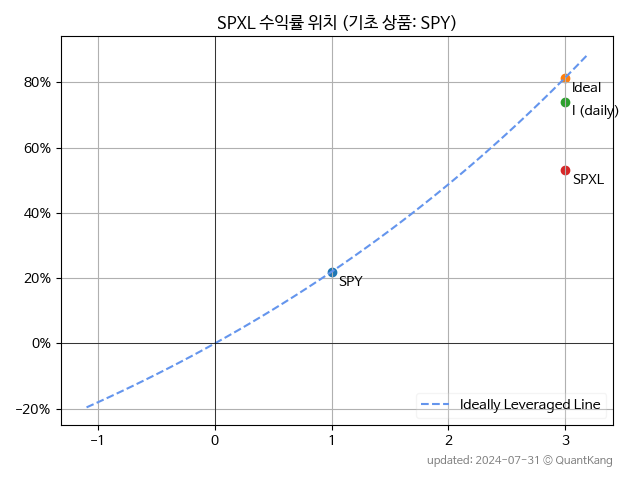 SPXL 수익률 위치 (기초 상품: SPY)
80%
60%
40%
20%
0%
−20%
Ideal
I (daily)
SPXL
SPY
Ideally Leveraged Line
−1
0
1
2
3
updated: 2024-07-31 © QuantKang